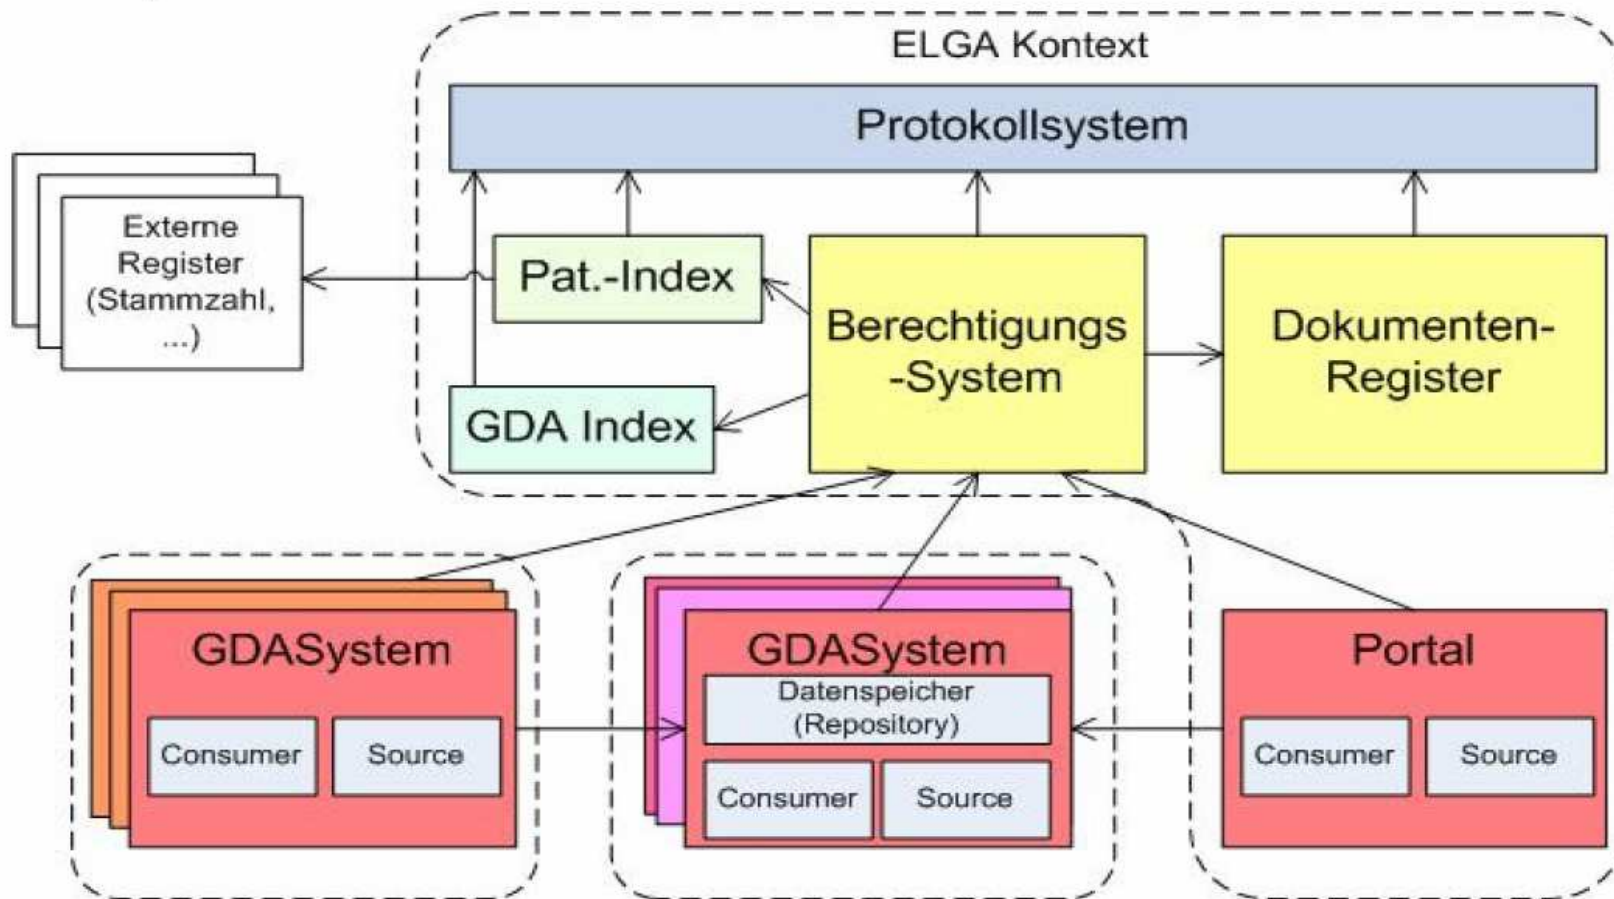 ELGA Kontext
Protokollsystem
Externe
Register
(Stammzahl,
...)
Pat.-Index
GDA Index
Berechtigungs
-System
Dokumenten-
Register
GDASystem
Consumer
Source
GDASystem
Datenspeicher
(Repository)
Consumer
Source
Portal
Consumer
Source